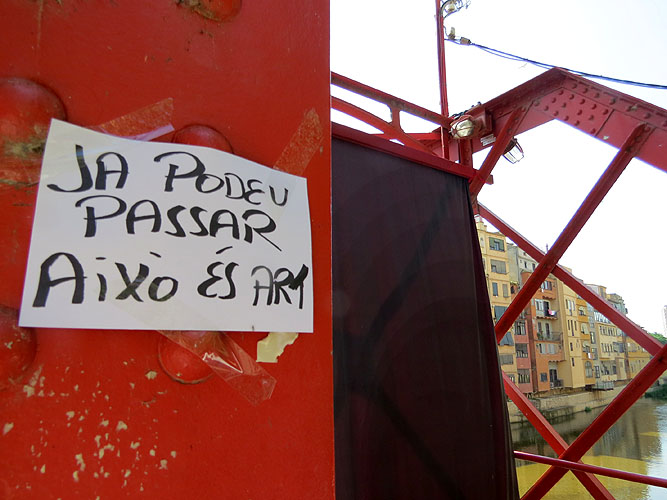 JA PODEU
PASSAR
AiXÒ ÉS ART